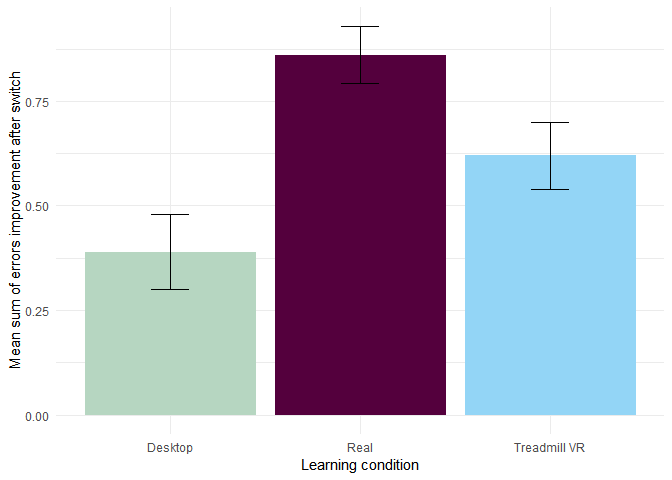 Mean sum of errors improvement after switch
0.75
0.50
0.25
0.00
Desktop
Real
Treadmill VR
Learning condition